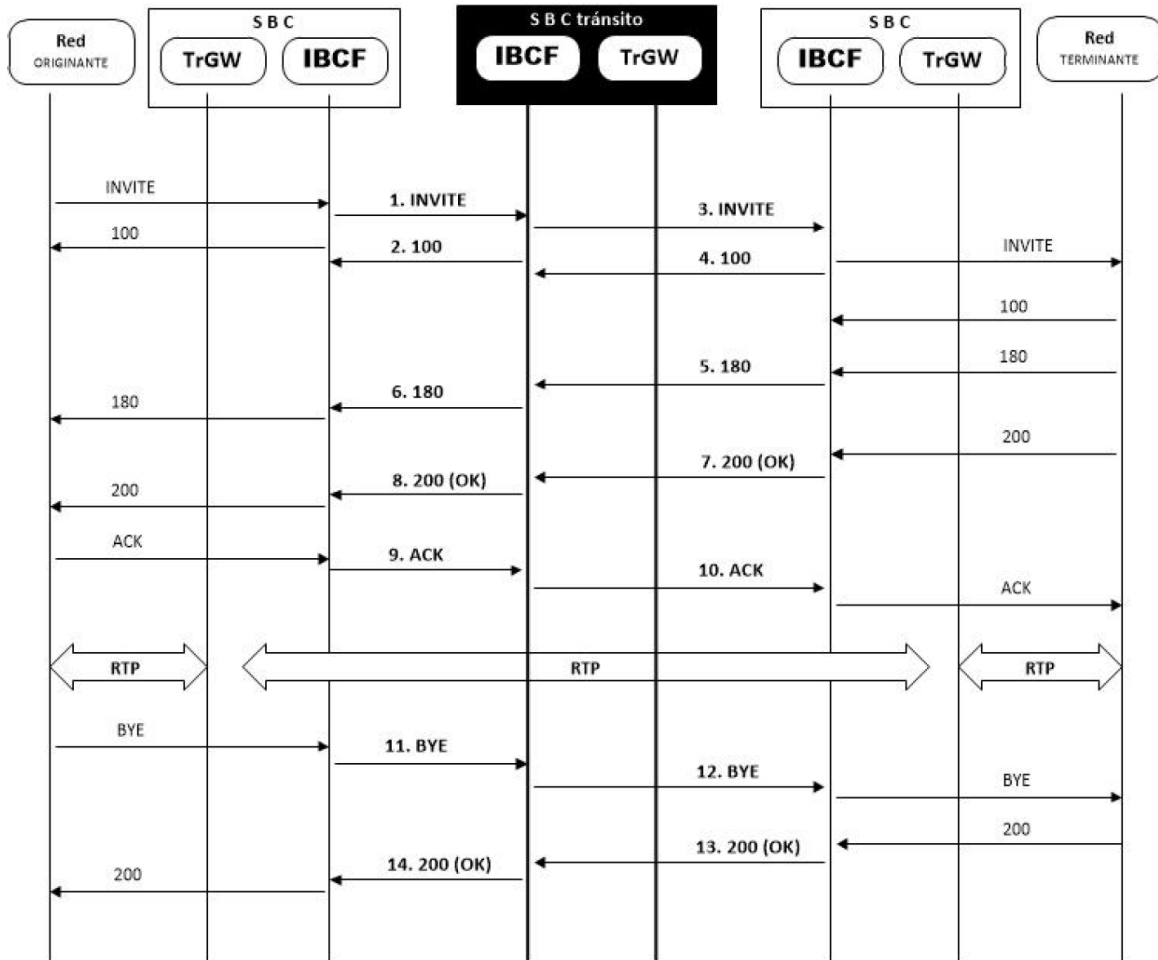 S B C
S B C tránsito
S B C
Red
ORIGINANTE
TrGW
IBCF
IBCF
TrGW
IBCF
TrGW
Red
TERMINANTE
INVITE
1. INVITE
3. INVITE
100
2. 100
4. 100
INVITE
100
5. 180
180
6. 180
180
200
7. 200 (OK)
8. 200 (OK)
200
ACK
9. ACK
10. ACK
ACK
RTP
RTP
RTP
BYE
11. BYE
12. BYE
BYE
200
13. 200 (OK)
14. 200 (OK)
200